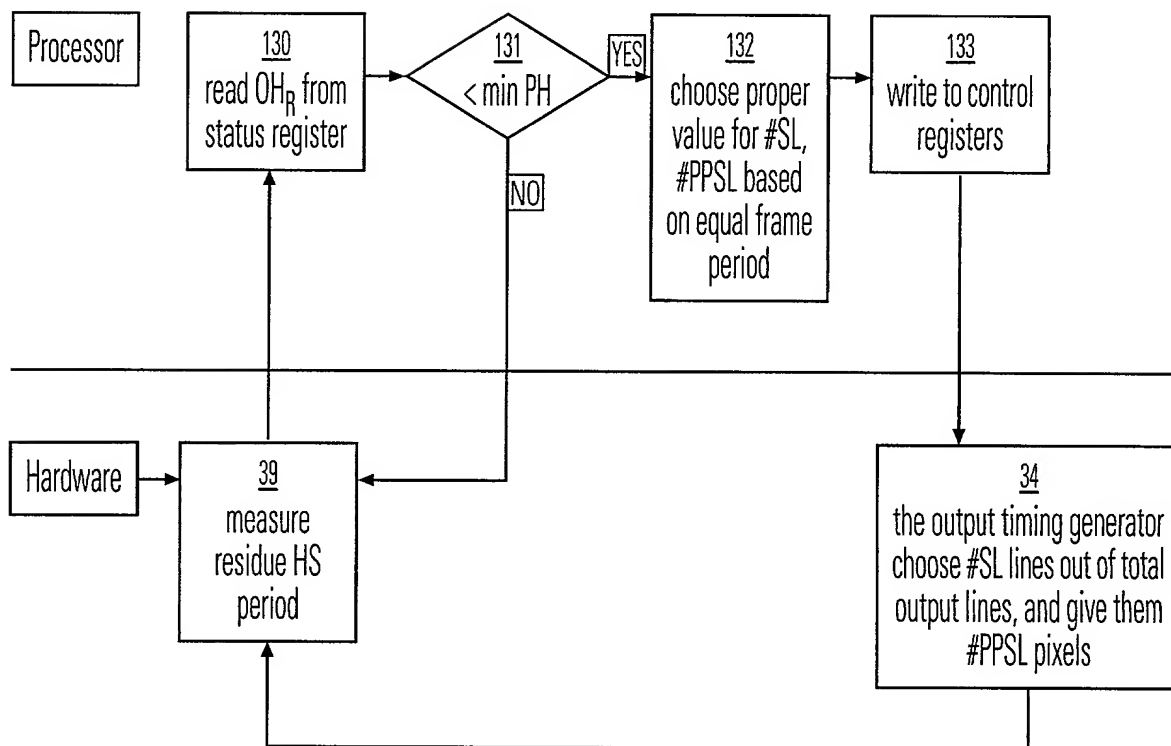 Processor
130
read OHR from
status register
131
< min PH
YES
NO
132
choose proper
value for #SL,
#PPSL based
on equal frame
period
133
write to control
registers
Hardware
39
measure
residue HS
period
34
the output timing generator
choose #SL lines out of total
output lines, and give them
#PPSL pixels